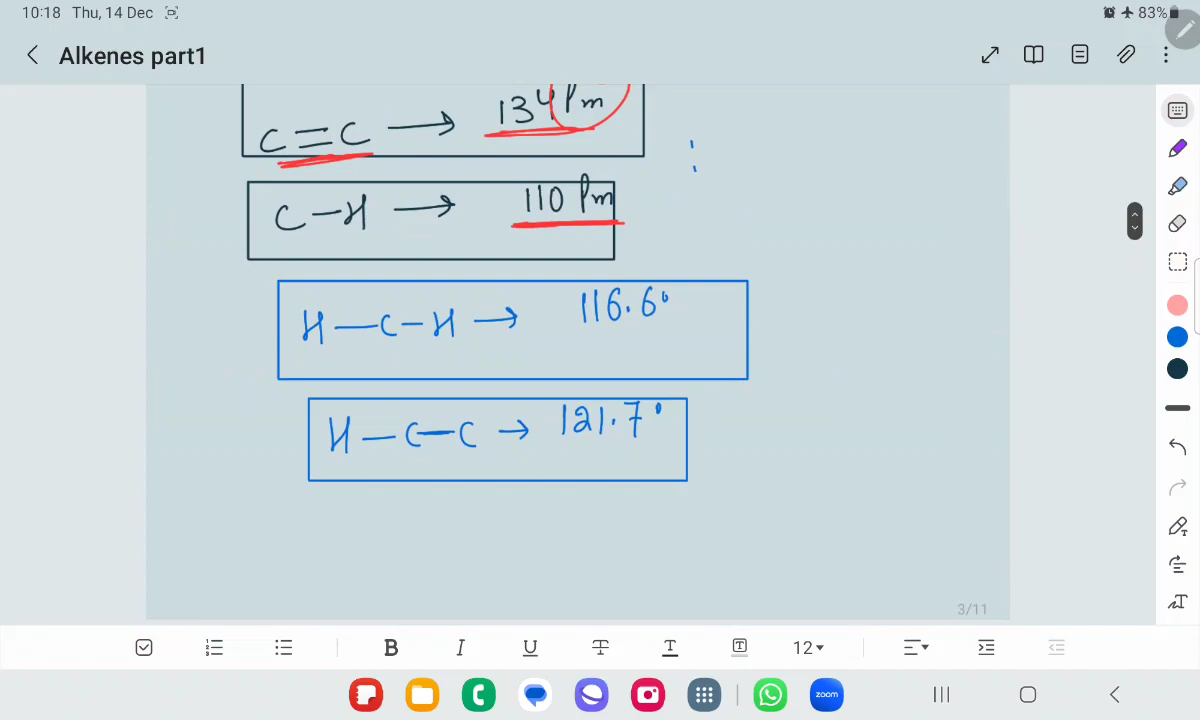 10:18 Thu, 14 Dec
83%
Alkenes part1
C=C → 134 Pm
C-H → 110 Pm
H-C-H → 116.6°
H-C-C → 121.7°
3/11
B I U T T T 12
zoom